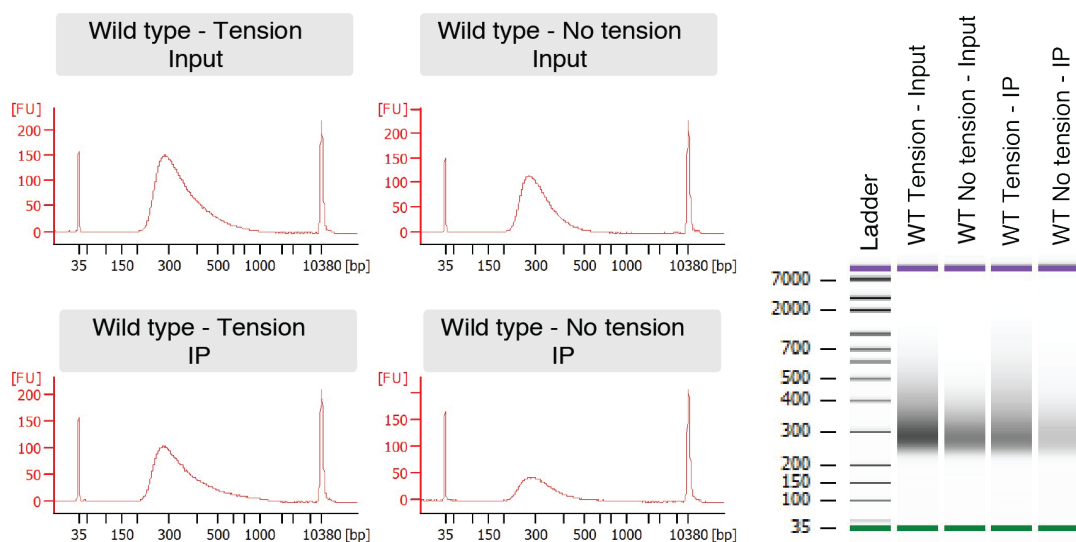 Wild type - Tension
Input
[FU]
200
150
100
50
0
35 150 300 500 1000 10380 [bp]
Wild type - No tension
Input
[FU]
200
150
100
50
0
35 150 300 500 1000 10380 [bp]
Wild type - Tension
IP
[FU]
200
150
100
50
0
35 150 300 500 1000 10380 [bp]
Wild type - No tension
IP
[FU]
200
150
100
50
0
35 150 300 500 1000 10380 [bp]
Ladder
WT Tension - Input
WT No tension - Input
WT Tension - IP
WT No tension - IP
7000
2000
700
500
400
300
200
150
100
35